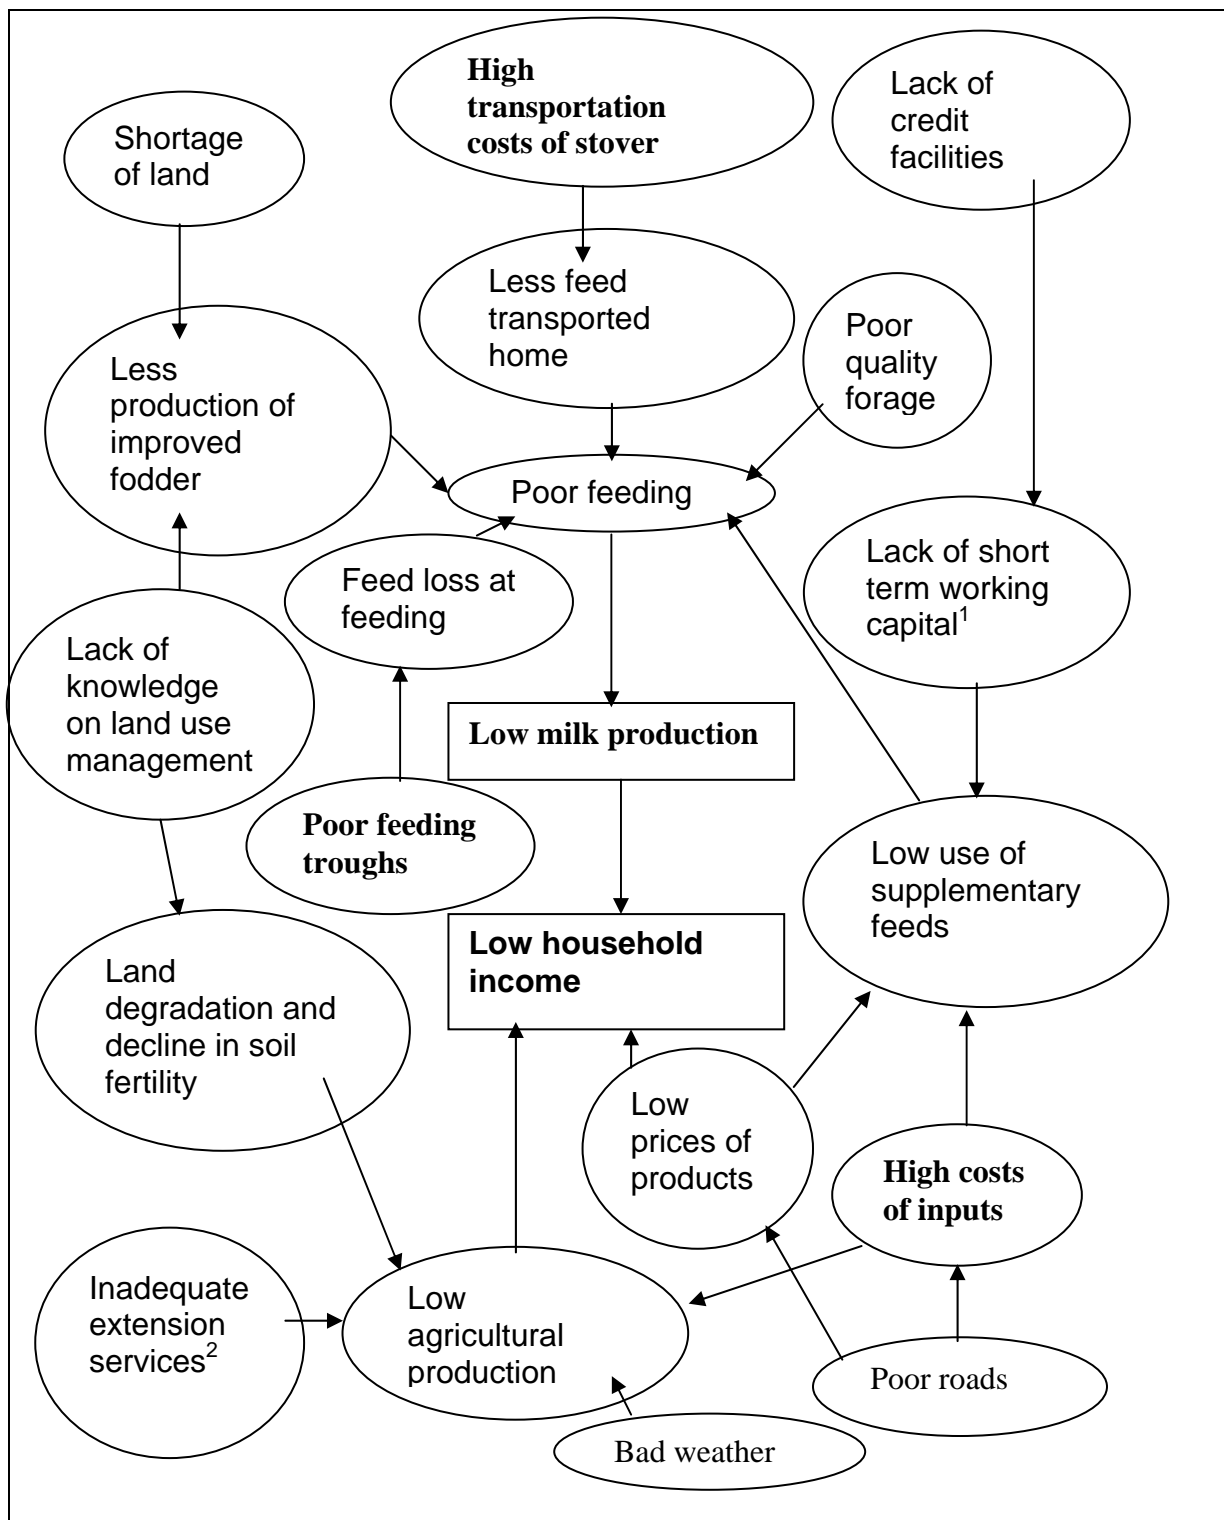 High
transportation
costs of stover
Lack of
credit
facilities
Shortage
of land
Less feed
transported
home
Poor
quality
forage
Less
production of
improved
fodder
Poor feeding
Feed loss at
feeding
Lack of short
term working
capital¹
Lack of
knowledge
on land use
management
Low milk production
Poor feeding
troughs
Low use of
supplementary
feeds
Low household
income
Land
degradation and
decline in soil
fertility
Low
prices of
products
High costs
of inputs
Inadequate
extension
services²
Low
agricultural
production
Poor roads
Bad weather